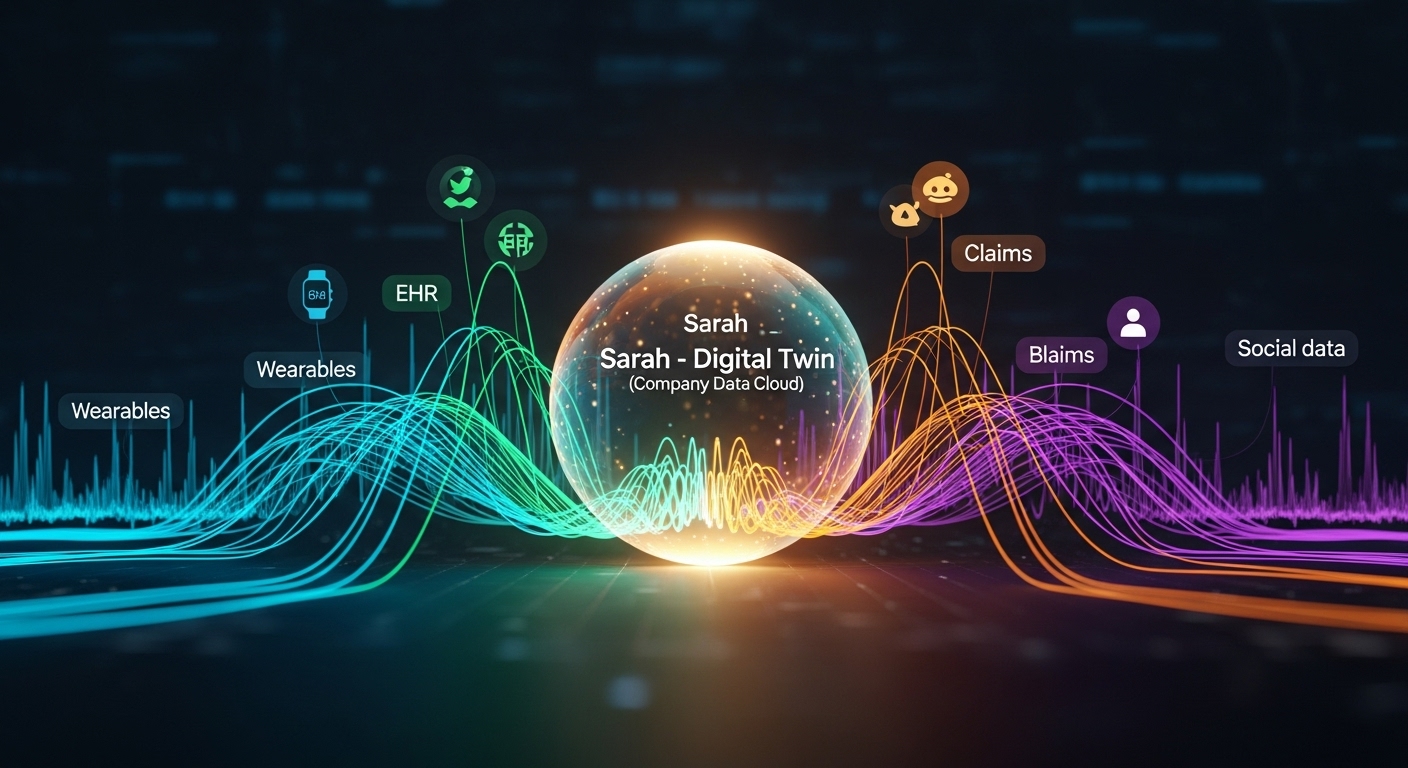 Claims
EHR
Sarah
Sarah - Digital Twin
(Company Data Cloud)
Wearables
Wearables
Blaims
Social data